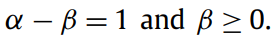 α − β = 1 and β ≥ 0.